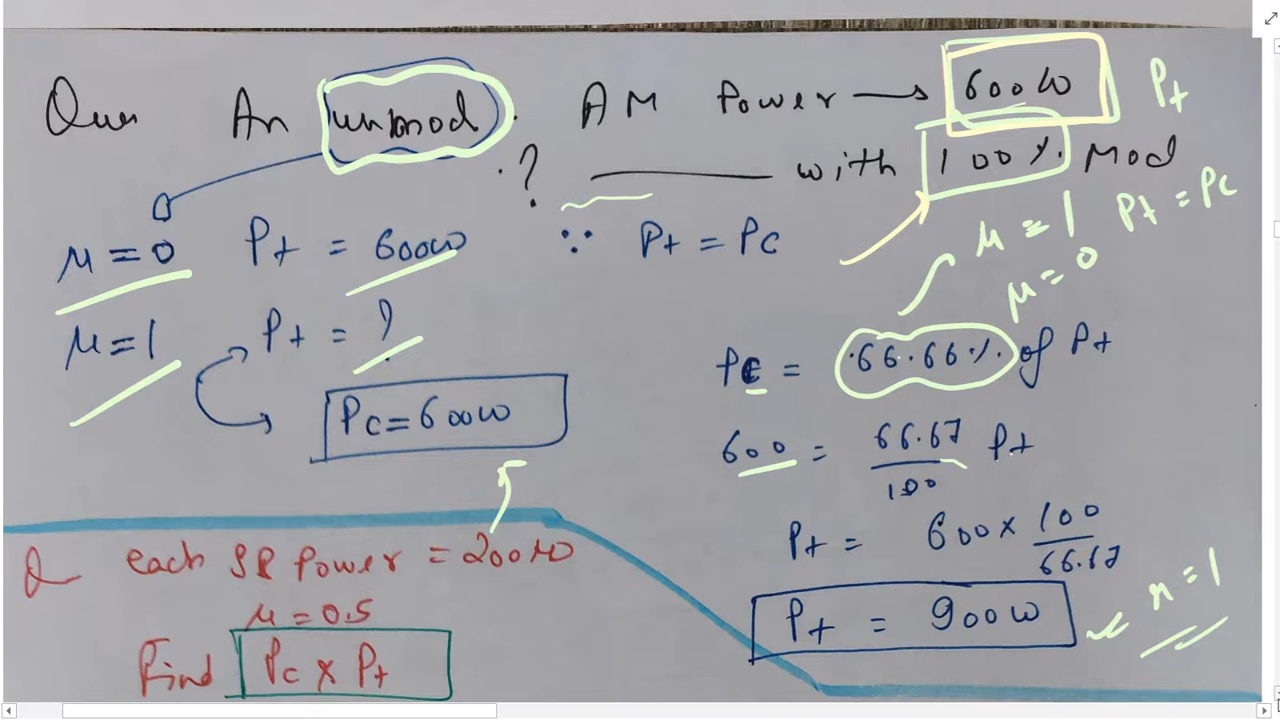 Ques An unmod. AM Power → 600W Pt
? ——— with 100% Mod
μ = 0 Pt = 600W ∵ Pt = Pc
μ = 1 Pt = Pc
μ = 0
μ = 1 Pt = ?
Pc = 600W
Pc = 66.66% of Pt
600 = 66.67/100 Pt
Pt = 600 × 100/66.67
Pt = 900W μ = 1
Q each SB Power = 200W
μ = 0.5
Find Pc × Pt